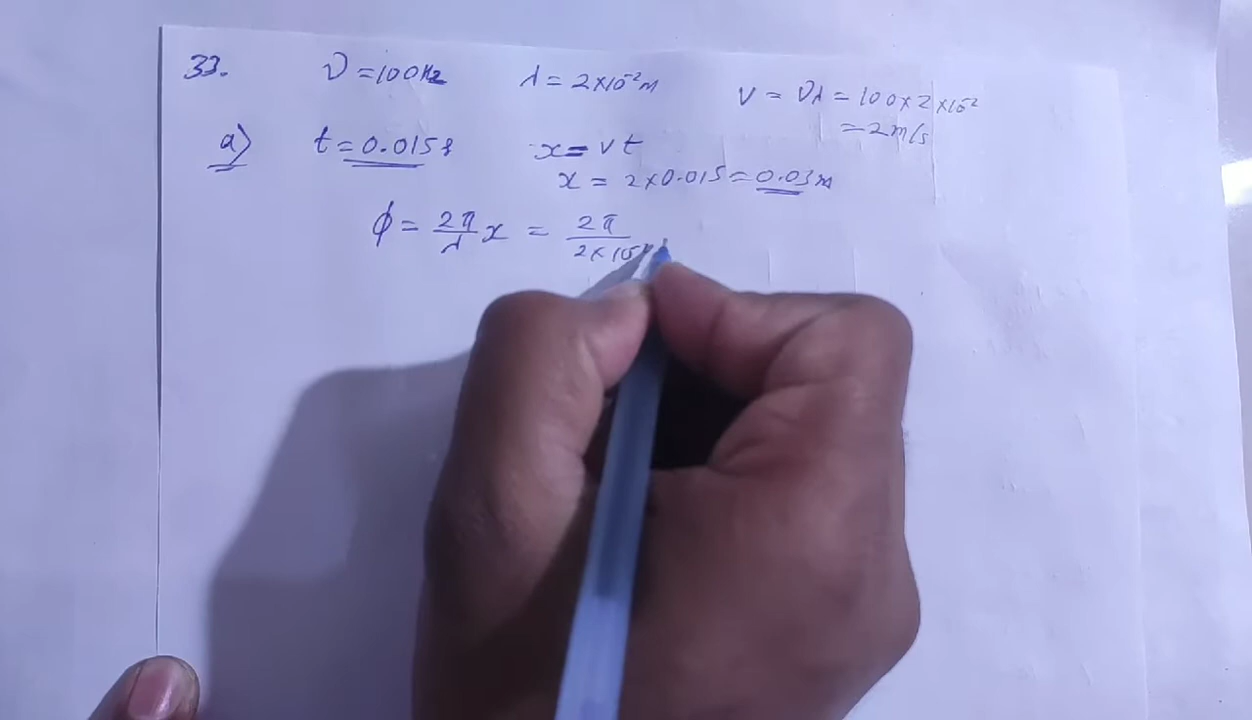 33. ν = 100Hz λ = 2×10⁻²m v = νλ = 100×2×10⁻²
= 2m/s
a) t = 0.015s x = vt
x = 2×0.015 = 0.03m
ϕ = 2π/λ x = 2π/2×10